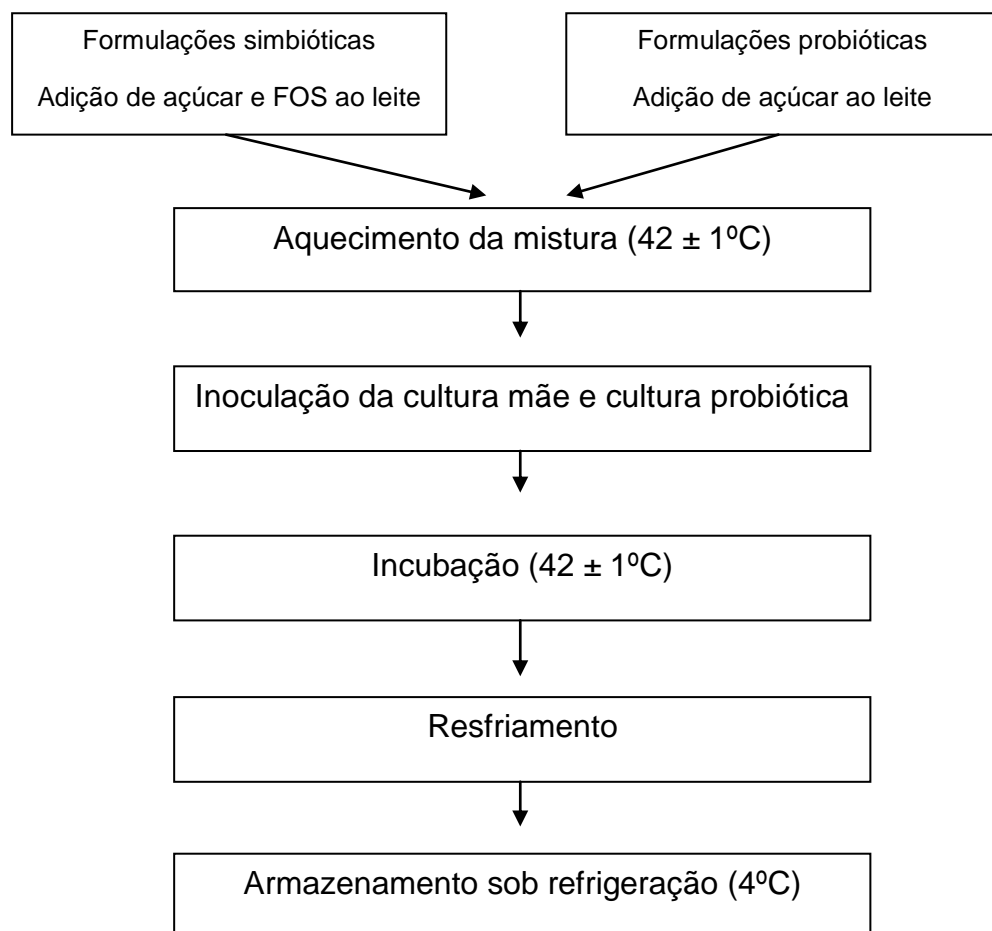 Formulações simbióticas
Adição de açúcar e FOS ao leite
Formulações probióticas
Adição de açúcar ao leite
Aquecimento da mistura (42 ± 1ºC)
Inoculação da cultura mãe e cultura probiótica
Incubação (42 ± 1ºC)
Resfriamento
Armazenamento sob refrigeração (4ºC)